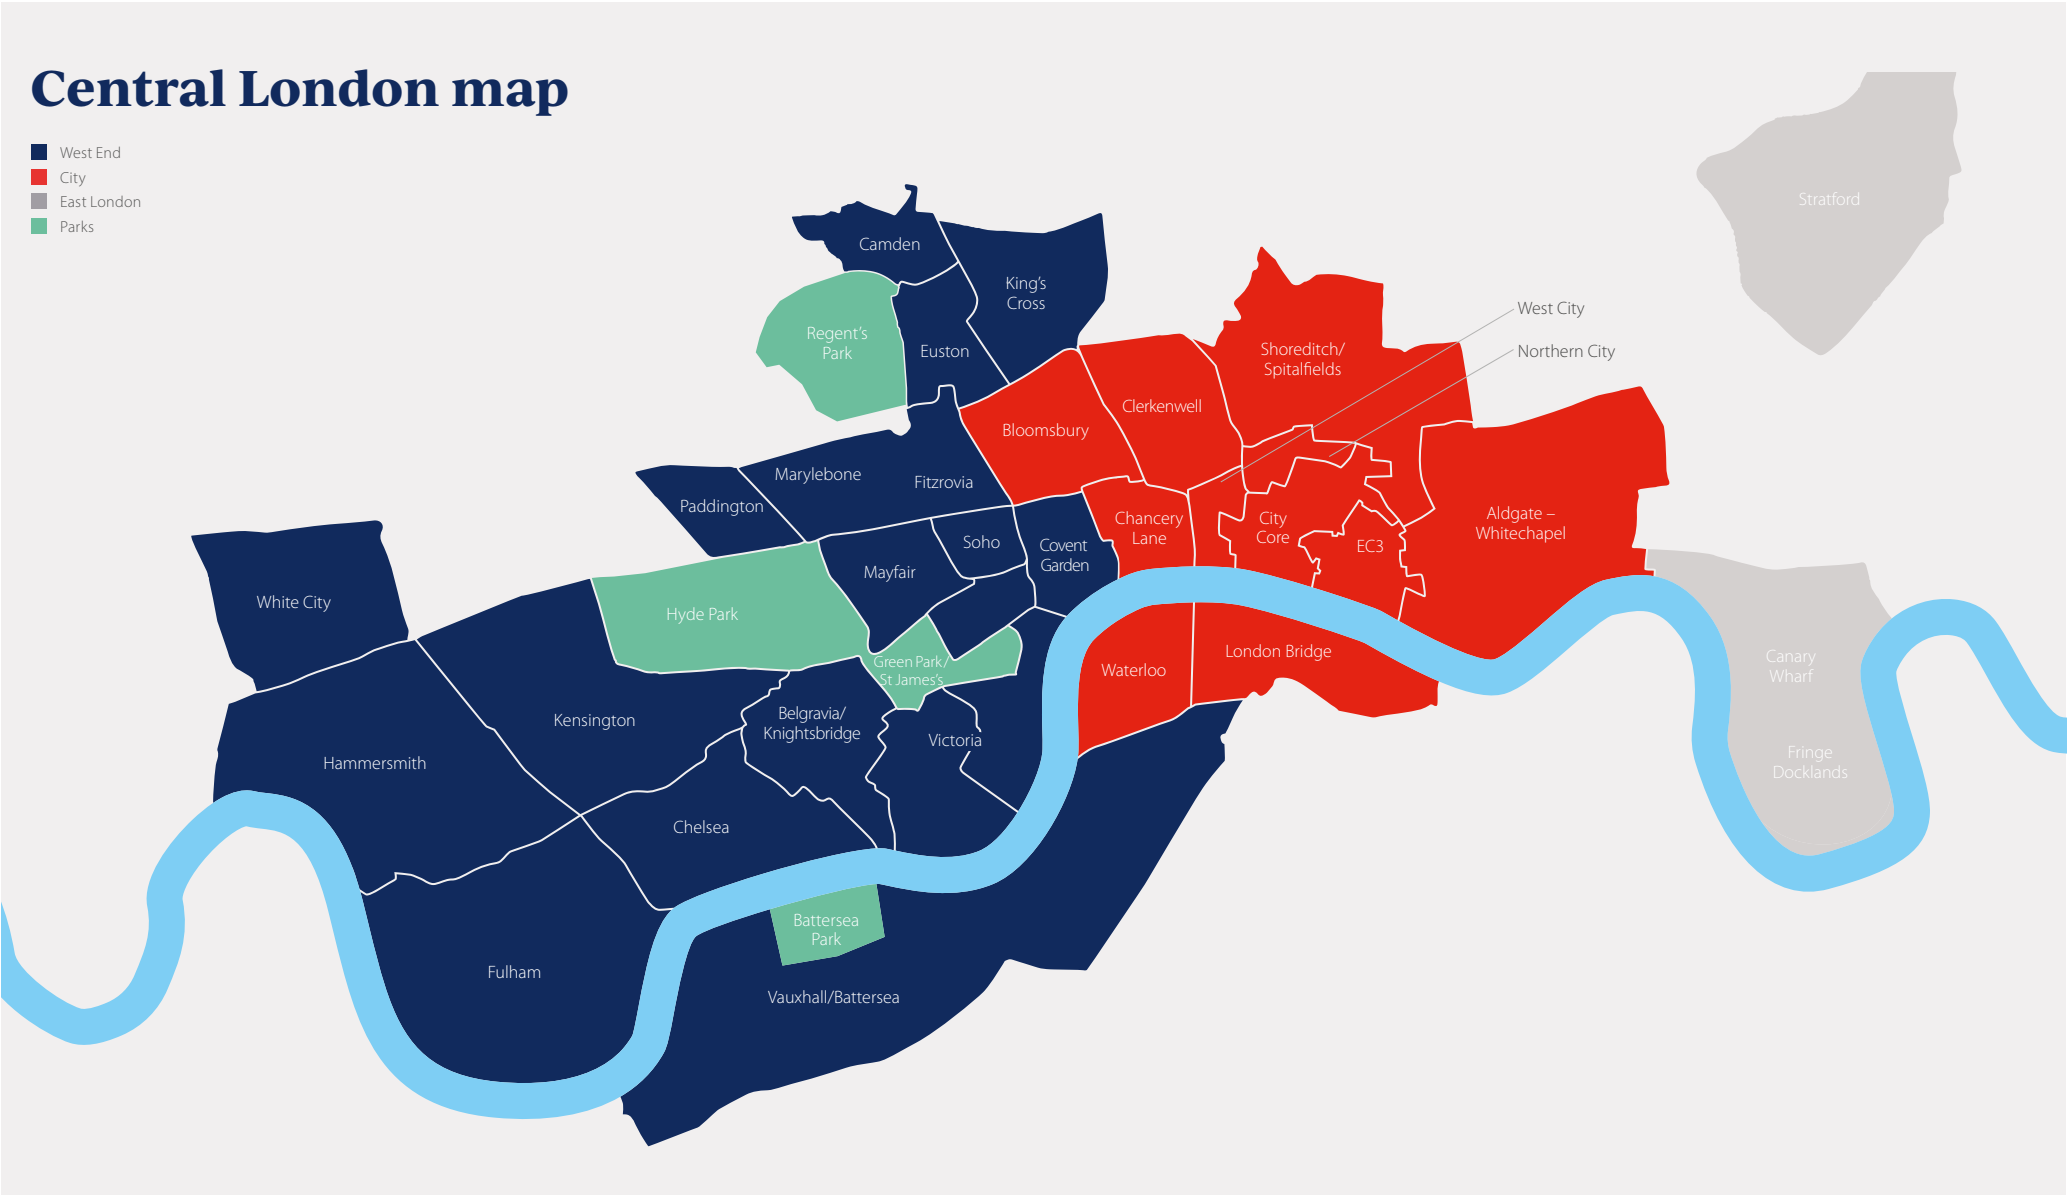 Central London map
West End
City
East London
Parks
Camden
King's
Cross
Regent's
Park
Euston
West City
Northern City
Stratford
Shoreditch/
Spitalfields
Clerkenwell
Bloomsbury
Marylebone
Fitzrovia
Paddington
Chancery
Lane
City
Core
EC3
Aldgate –
Whitechapel
Soho
Covent
Garden
Mayfair
White City
Hyde Park
Green Park/
St James's
Waterloo
London Bridge
Canary
Wharf
Fringe
Docklands
Kensington
Belgravia/
Knightsbridge
Victoria
Hammersmith
Chelsea
Battersea
Park
Fulham
Vauxhall/Battersea